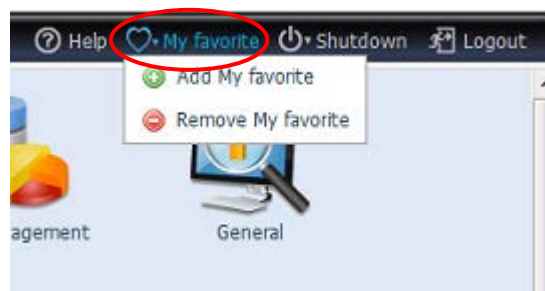 Help My favorite Shutdown Logout
Add My favorite
Remove My favorite
agement General